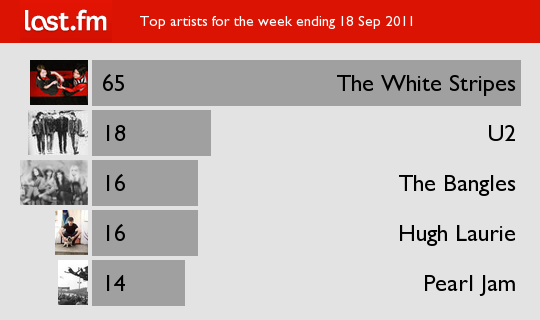 last.fm Top artists for the week ending 18 Sep 2011
65 The White Stripes
18 U2
16 The Bangles
16 Hugh Laurie
14 Pearl Jam